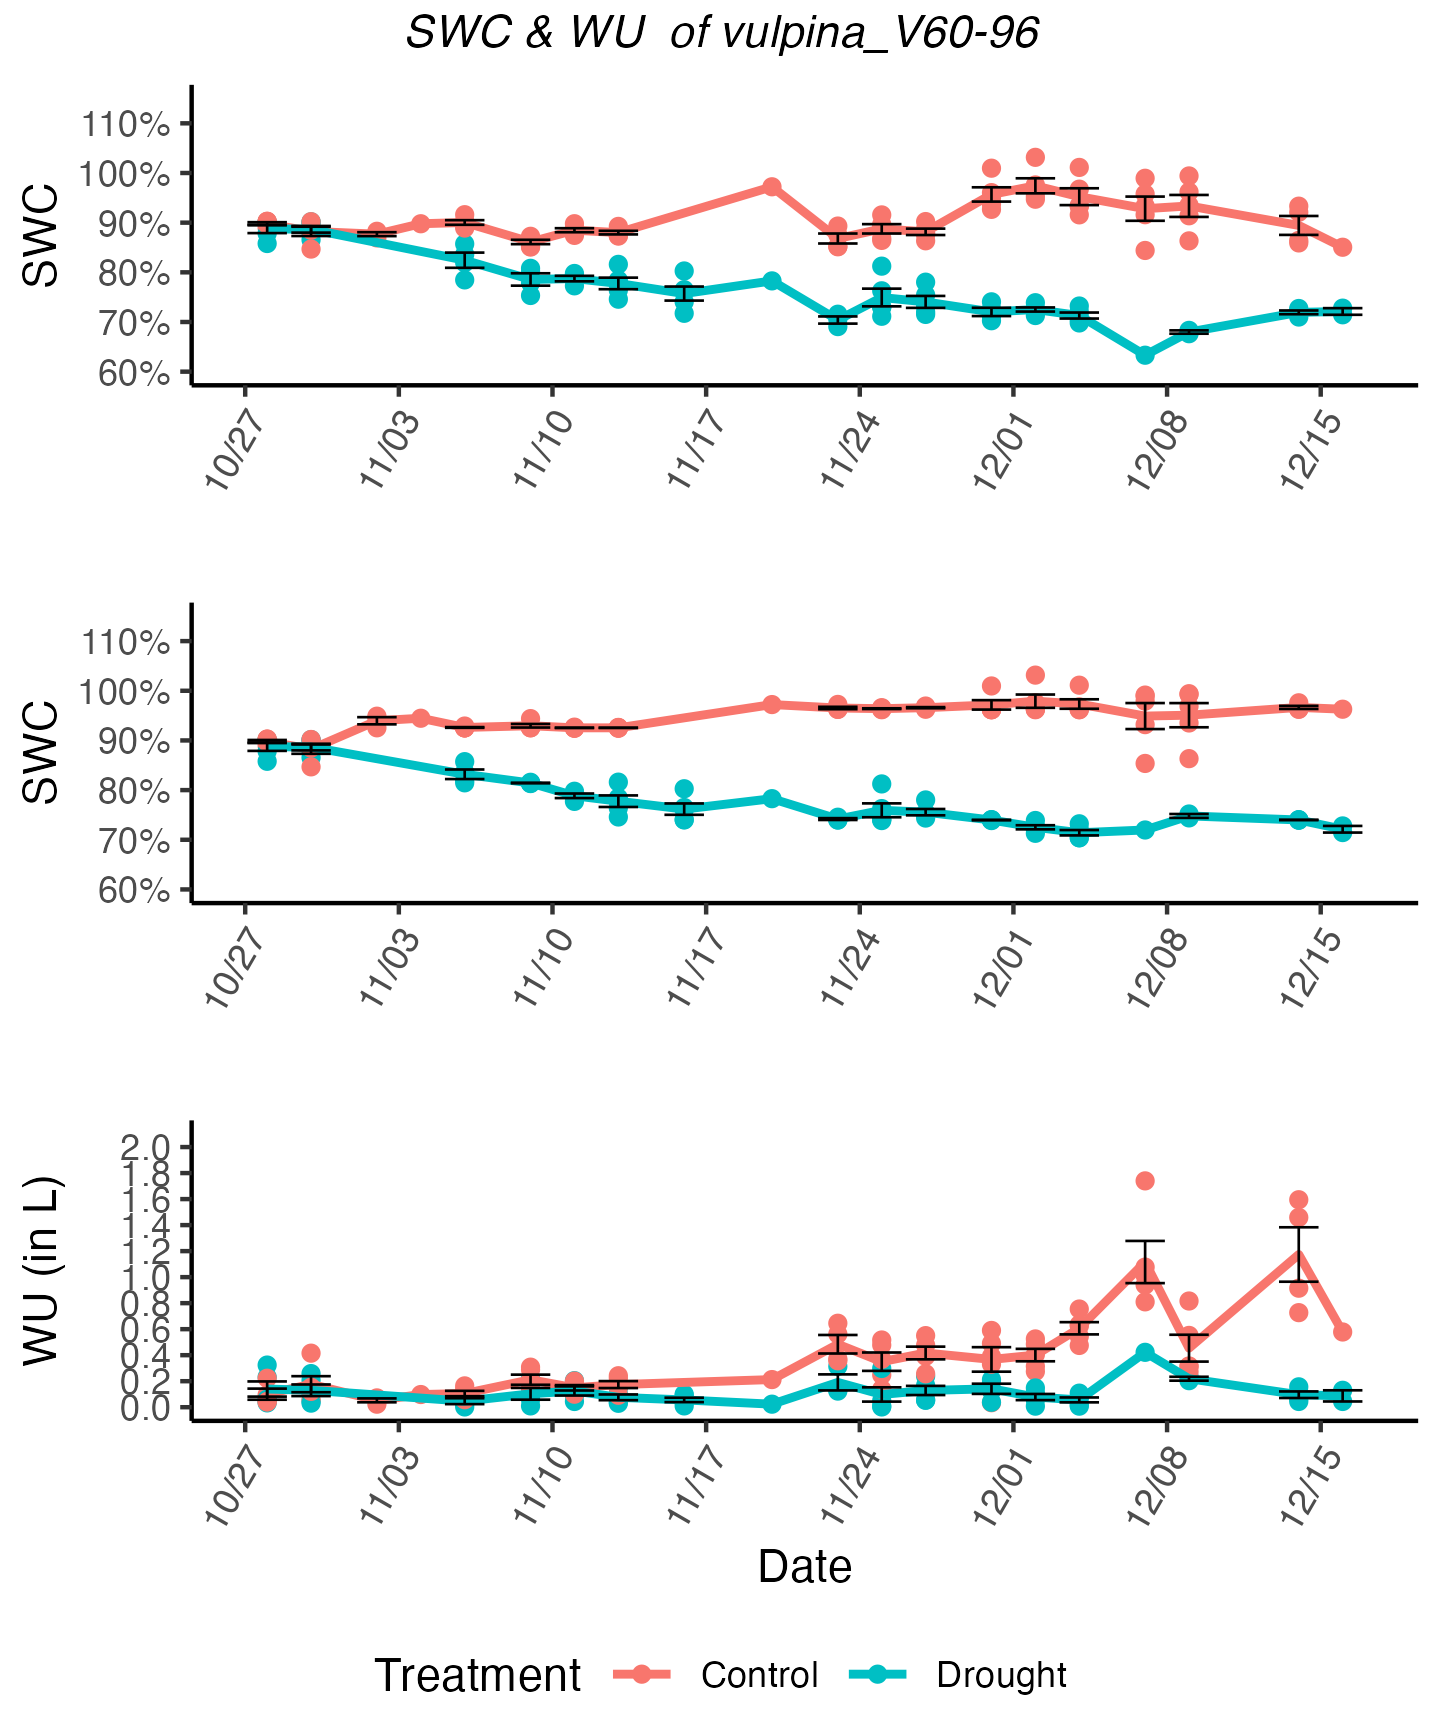 SWC & WU of vulpina_V60-96
SWC
110%
100%
90%
80%
70%
60%
10/27 11/03 11/10 11/17 11/24 12/01 12/08 12/15
SWC
110%
100%
90%
80%
70%
60%
10/27 11/03 11/10 11/17 11/24 12/01 12/08 12/15
WU (in L)
2.0
1.8
1.6
1.4
1.2
1.0
0.8
0.6
0.4
0.2
0.0
10/27 11/03 11/10 11/17 11/24 12/01 12/08 12/15
Date
Treatment Control Drought